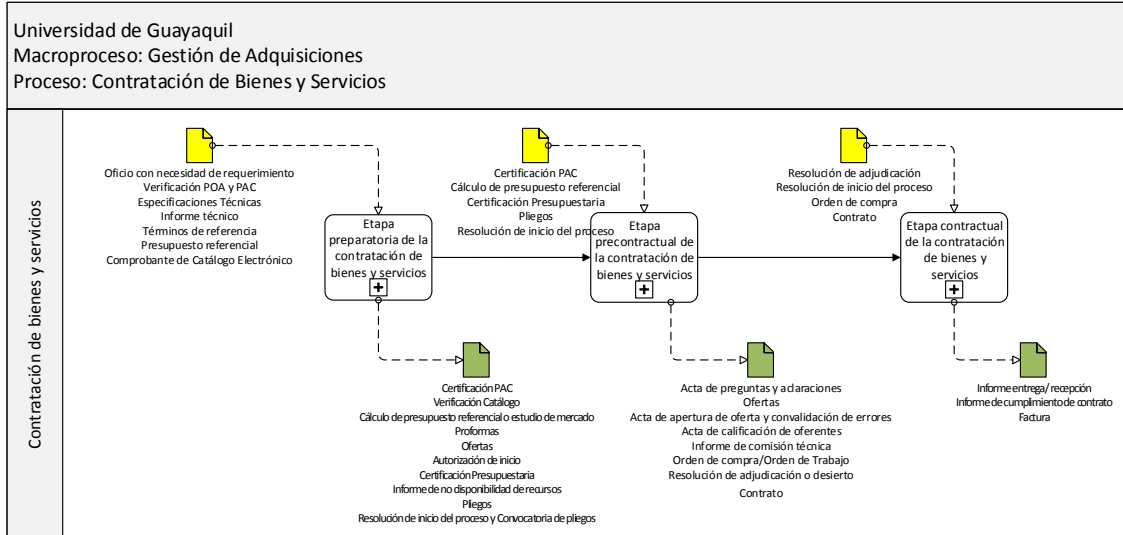 Universidad de Guayaquil
Macroproceso: Gestión de Adquisiciones
Proceso: Contratación de Bienes y Servicios
Contratación de bienes y servicios
Oficio con necesidad de requerimiento
Verificación POA y PAC
Especificaciones Técnicas
Informe técnico
Términos de referencia
Presupuesto referencial
Comprobante de Catálogo Electrónico
Etapa
preparatoria de la
contratación de
bienes y servicios
Certificación PAC
Verificación Catálogo
Cálculo de presupuesto referencial o estudio de mercado
Proformas
Ofertas
Autorización de inicio
Certificación Presupuestaria
Informe de no disponibilidad de recursos
Pliegos
Resolución de inicio del proceso y Convocatoria de pliegos
Certificación PAC
Cálculo de presupuesto referencial
Certificación Presupuestaria
Pliegos
Resolución de inicio del proceso
Etapa
precontractual de
la contratación de
bienes y servicios
Acta de preguntas y aclaraciones
Ofertas
Acta de apertura de oferta y convalidación de errores
Acta de calificación de oferentes
Informe de comisión técnica
Orden de compra/Orden de Trabajo
Resolución de adjudicación o desierto
Contrato
Resolución de adjudicación
Resolución de inicio del proceso
Orden de compra
Contrato
Etapa contractual
de la contratación
de bienes y
servicios
Informe entrega/ recepción
Informe de cumplimiento de contrato
Factura